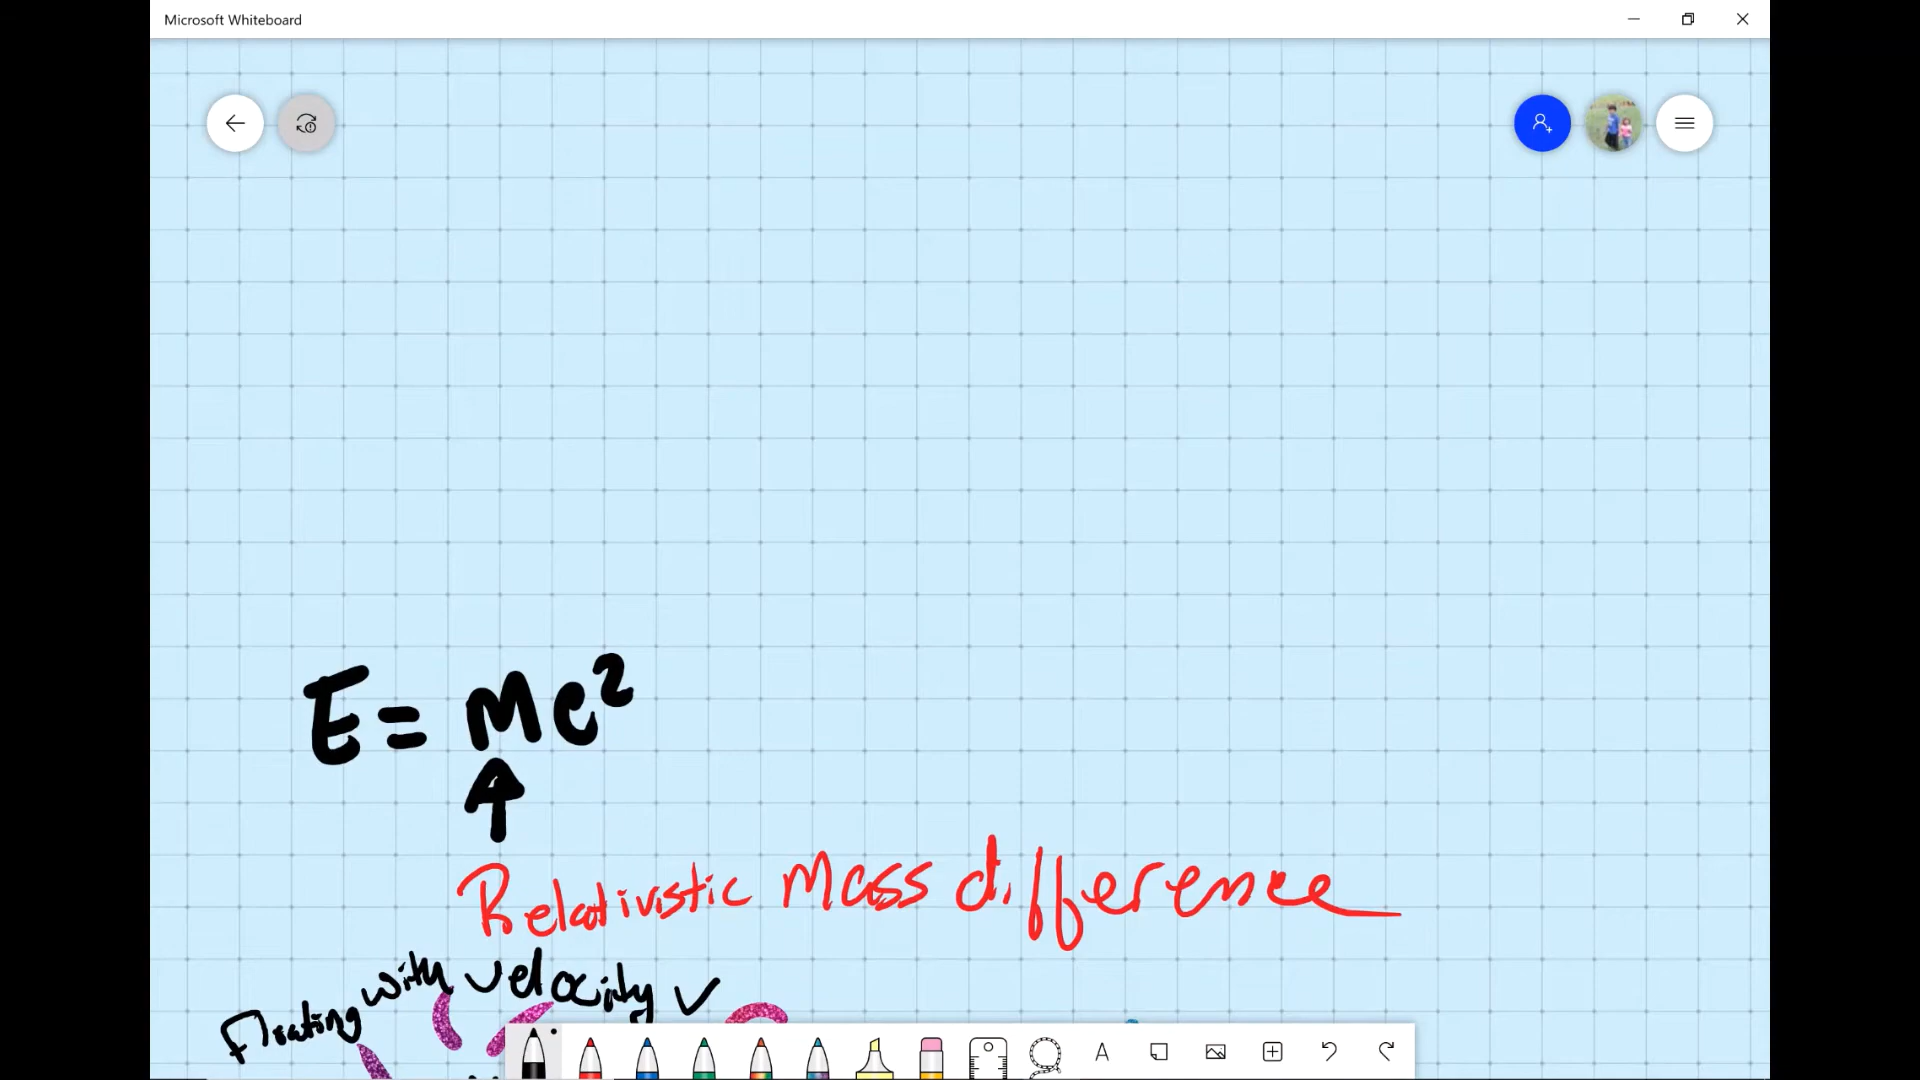 Microsoft Whiteboard
E = Mc²
Relativistic Mass difference
Floating with velocity v
A